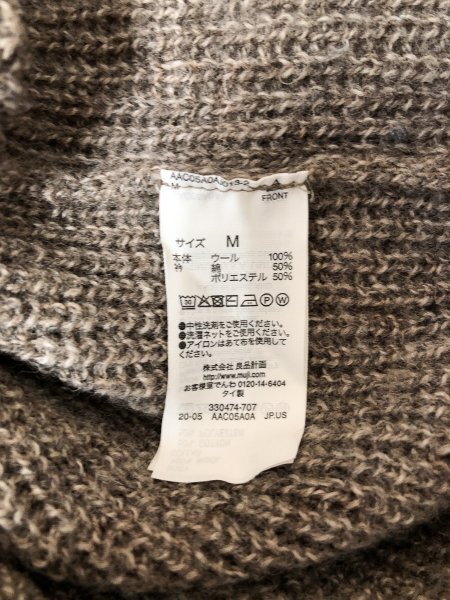 AAC05A0A
M
FRONT
サイズ M
本体 ウール 100%
衿 綿 50%
ポリエステル 50%
30 P W
●中性洗剤をご使用ください。
●洗濯ネットをご使用ください。
●アイロンはあて布を使用して
ください。
株式会社 良品計画
http://www.muji.com
お客様室でんわ 0120-14-6404
タイ製
330474-707
20-05 AAC05A0A JP.US